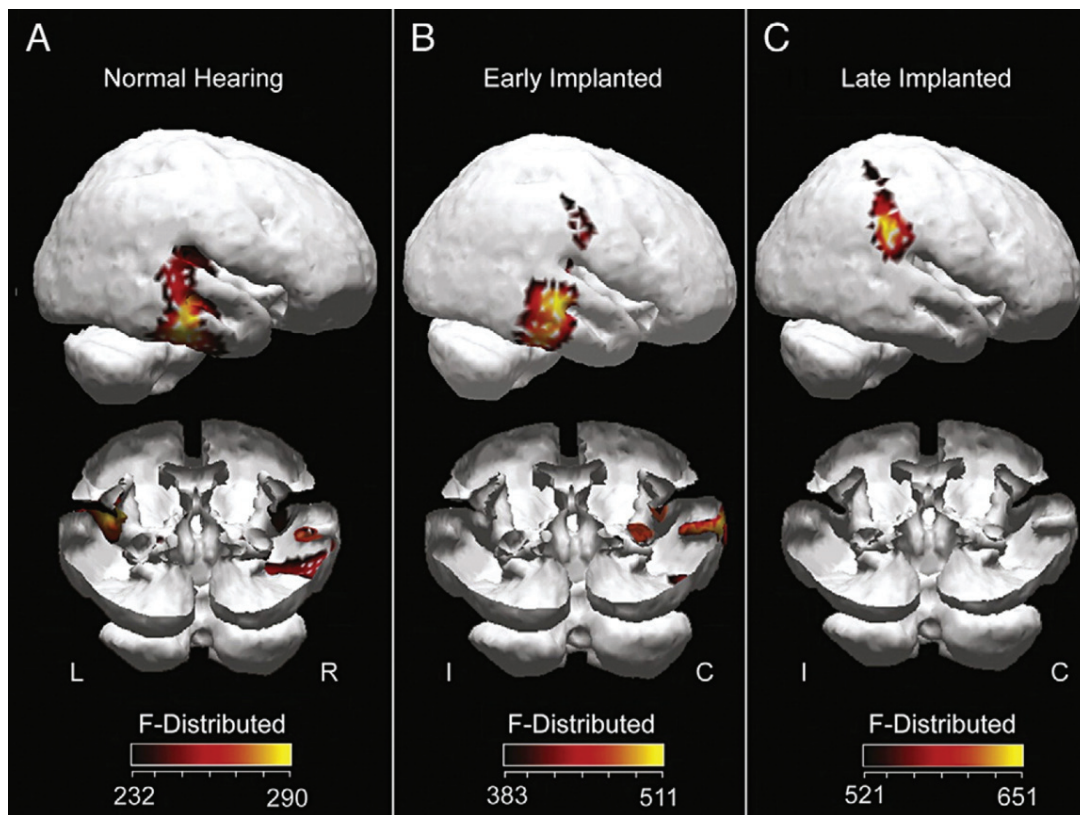 A
Normal Hearing
L
R
F-Distributed
232
290
B
Early Implanted
I
C
F-Distributed
383
511
C
Late Implanted
I
C
F-Distributed
521
651